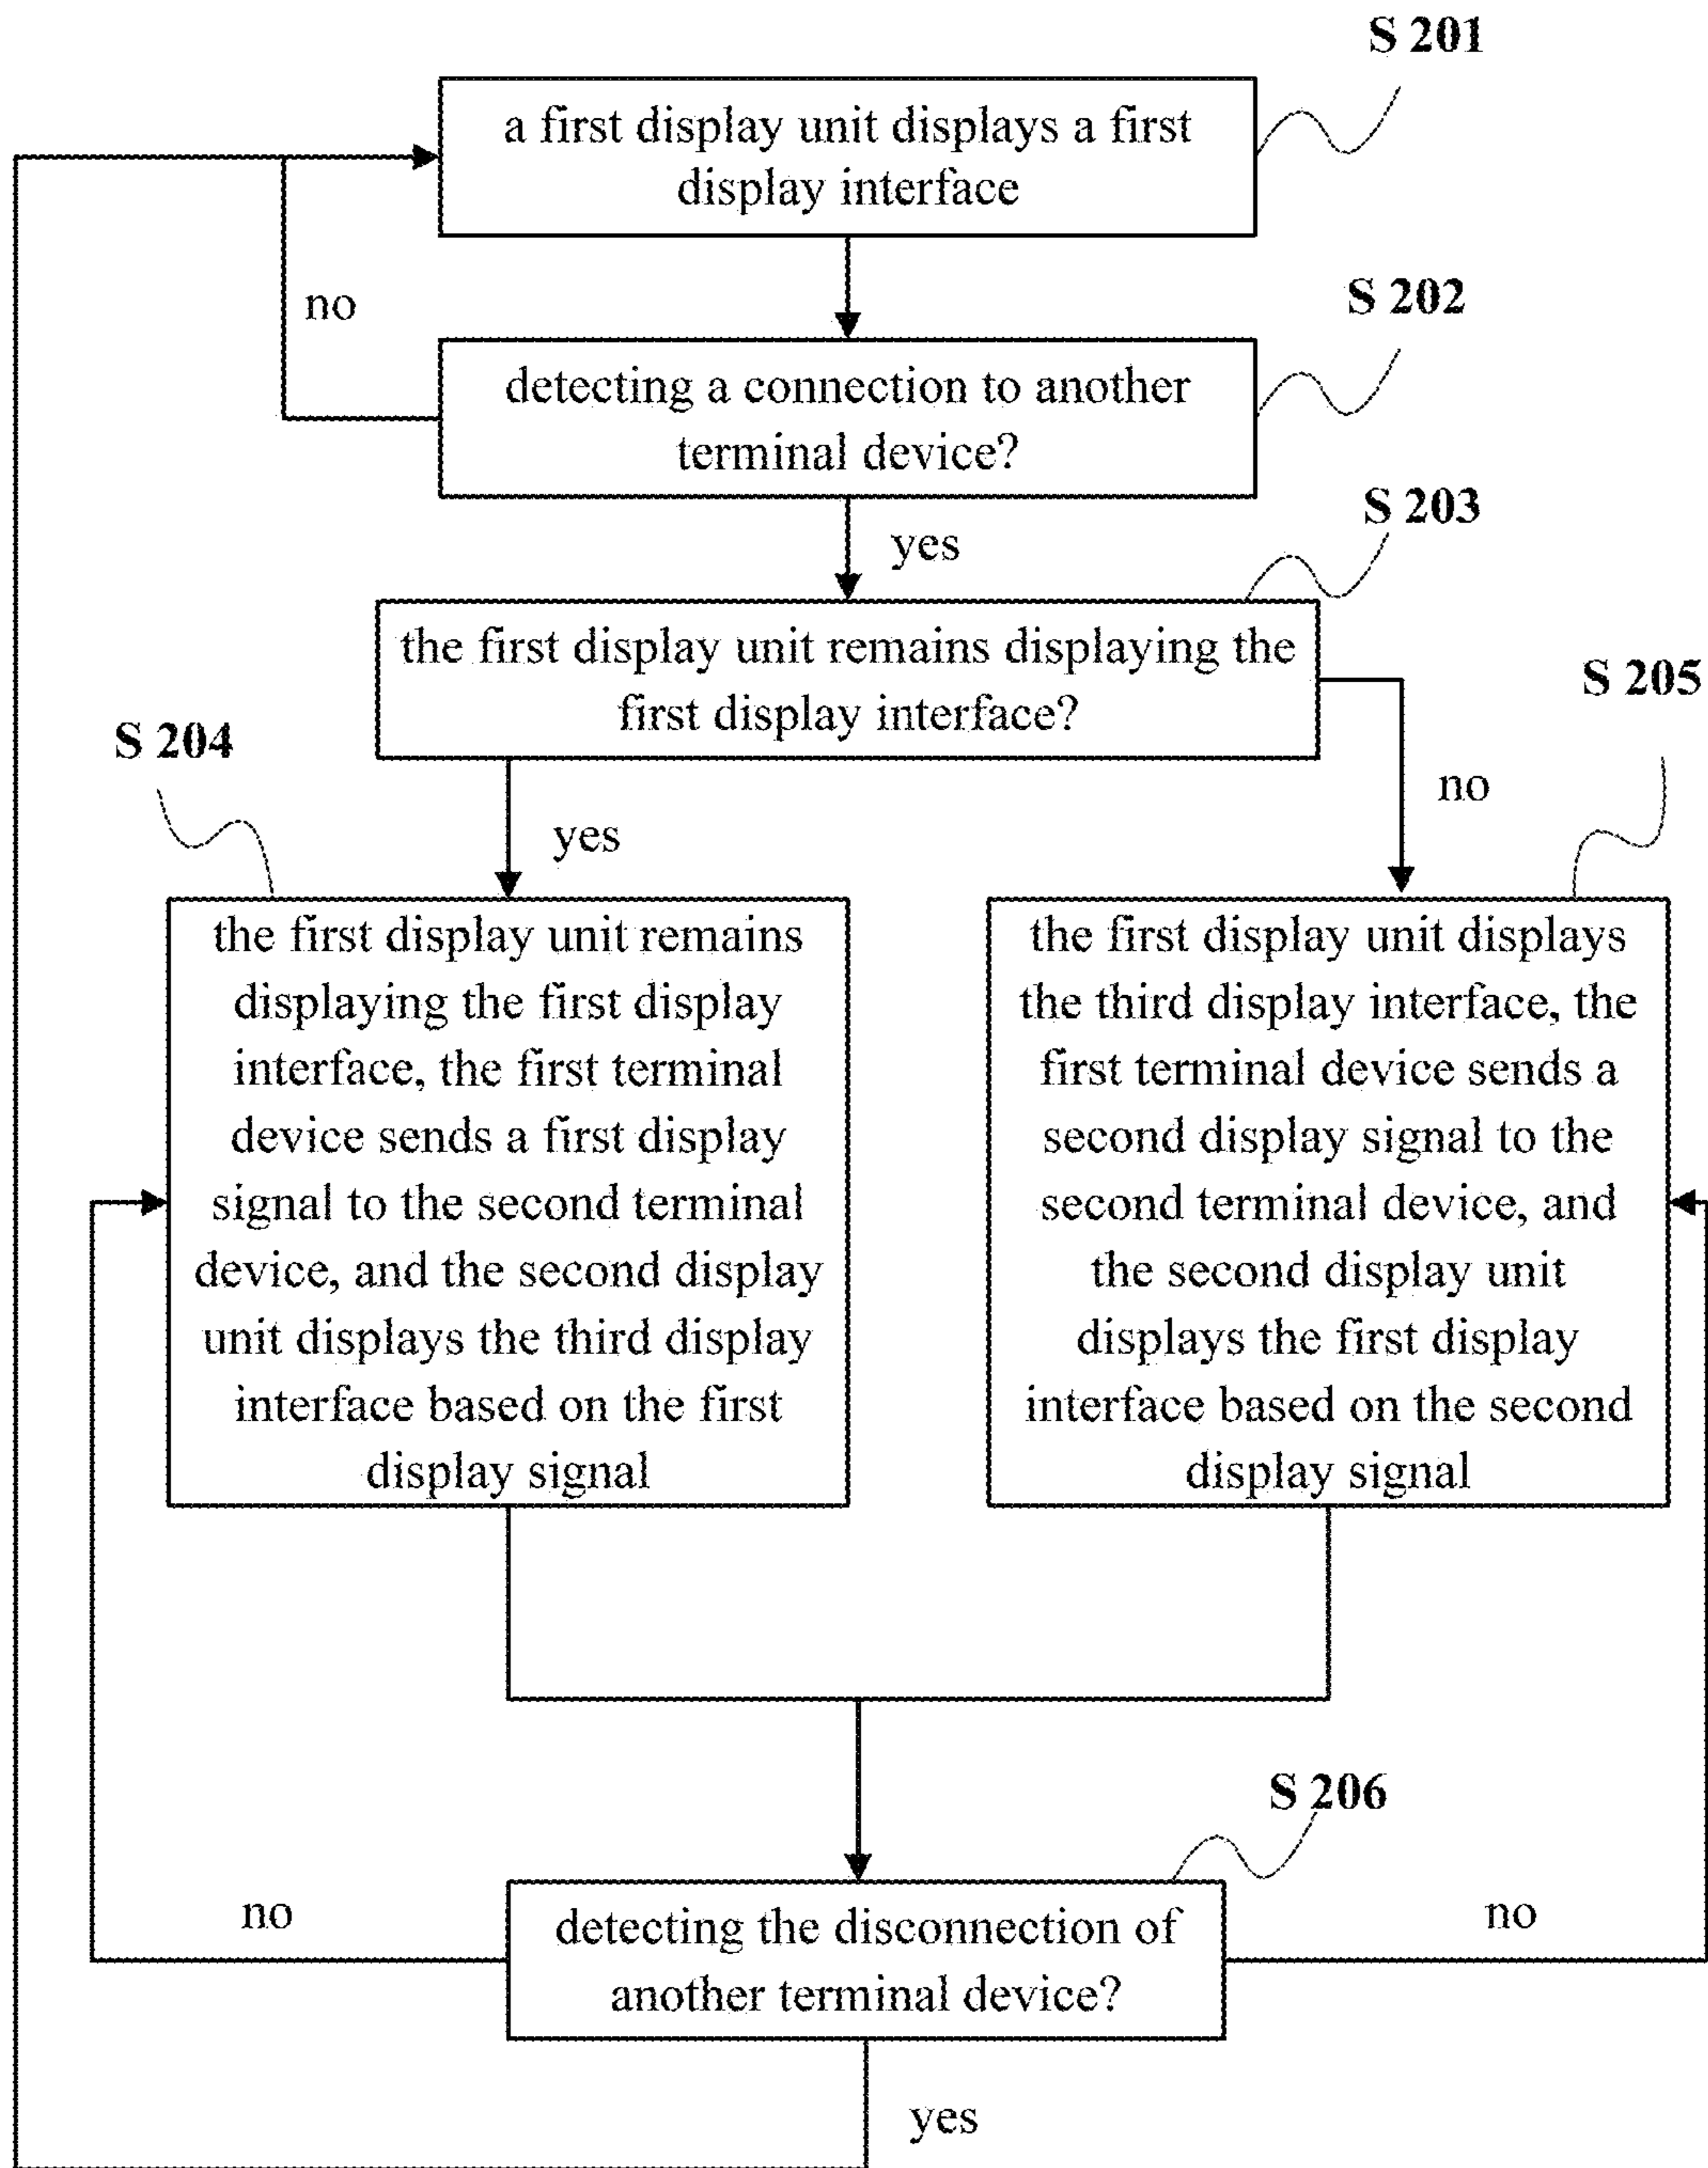 S 201
a first display unit displays a first
display interface
no
S 202
detecting a connection to another
terminal device?
yes
S 203
the first display unit remains displaying the
first display interface?
S 204
yes
no
S 205
the first display unit remains
displaying the first display
interface, the first terminal
device sends a first display
signal to the second terminal
device, and the second display
unit displays the third display
interface based on the first
display signal
the first display unit displays
the third display interface, the
first terminal device sends a
second display signal to the
second terminal device, and
the second display unit
displays the first display
interface based on the second
display signal
S 206
no
detecting the disconnection of
another terminal device?
no
yes